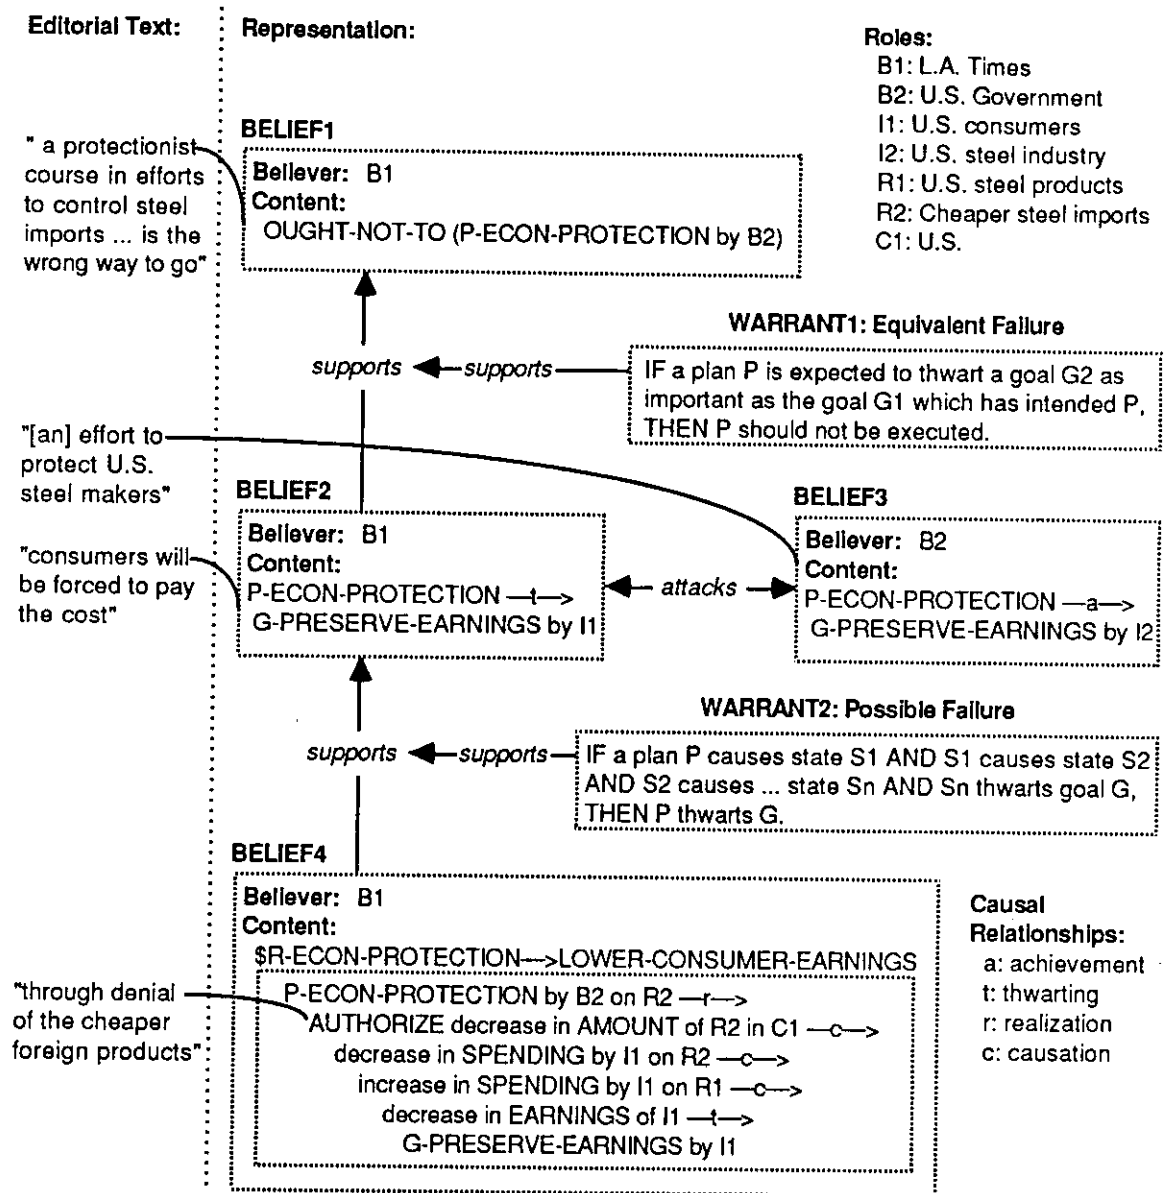 Editorial Text:
Representation:
Roles:
B1: L.A. Times
B2: U.S. Government
I1: U.S. consumers
I2: U.S. steel industry
R1: U.S. steel products
R2: Cheaper steel imports
C1: U.S.
" a protectionist
course in efforts
to control steel
imports ... is the
wrong way to go"
BELIEF1
Believer: B1
Content:
OUGHT-NOT-TO (P-ECON-PROTECTION by B2)
WARRANT1: Equivalent Failure
supports
supports
IF a plan P is expected to thwart a goal G2 as
important as the goal G1 which has intended P,
THEN P should not be executed.
"[an] effort to
protect U.S.
steel makers"
"consumers will
be forced to pay
the cost"
BELIEF2
Believer: B1
Content:
P-ECON-PROTECTION —t—>
G-PRESERVE-EARNINGS by I1
attacks
BELIEF3
Believer: B2
Content:
P-ECON-PROTECTION —a—>
G-PRESERVE-EARNINGS by I2
WARRANT2: Possible Failure
supports
supports
IF a plan P causes state S1 AND S1 causes state S2
AND S2 causes ... state Sn AND Sn thwarts goal G,
THEN P thwarts G.
BELIEF4
Believer: B1
Content:
$R-ECON-PROTECTION—>LOWER-CONSUMER-EARNINGS
P-ECON-PROTECTION by B2 on R2 —r—>
AUTHORIZE decrease in AMOUNT of R2 in C1 —c—>
decrease in SPENDING by I1 on R2 —c—>
increase in SPENDING by I1 on R1 —c—>
decrease in EARNINGS of I1 —t—>
G-PRESERVE-EARNINGS by I1
"through denial
of the cheaper
foreign products"
Causal
Relationships:
a: achievement
t: thwarting
r: realization
c: causation